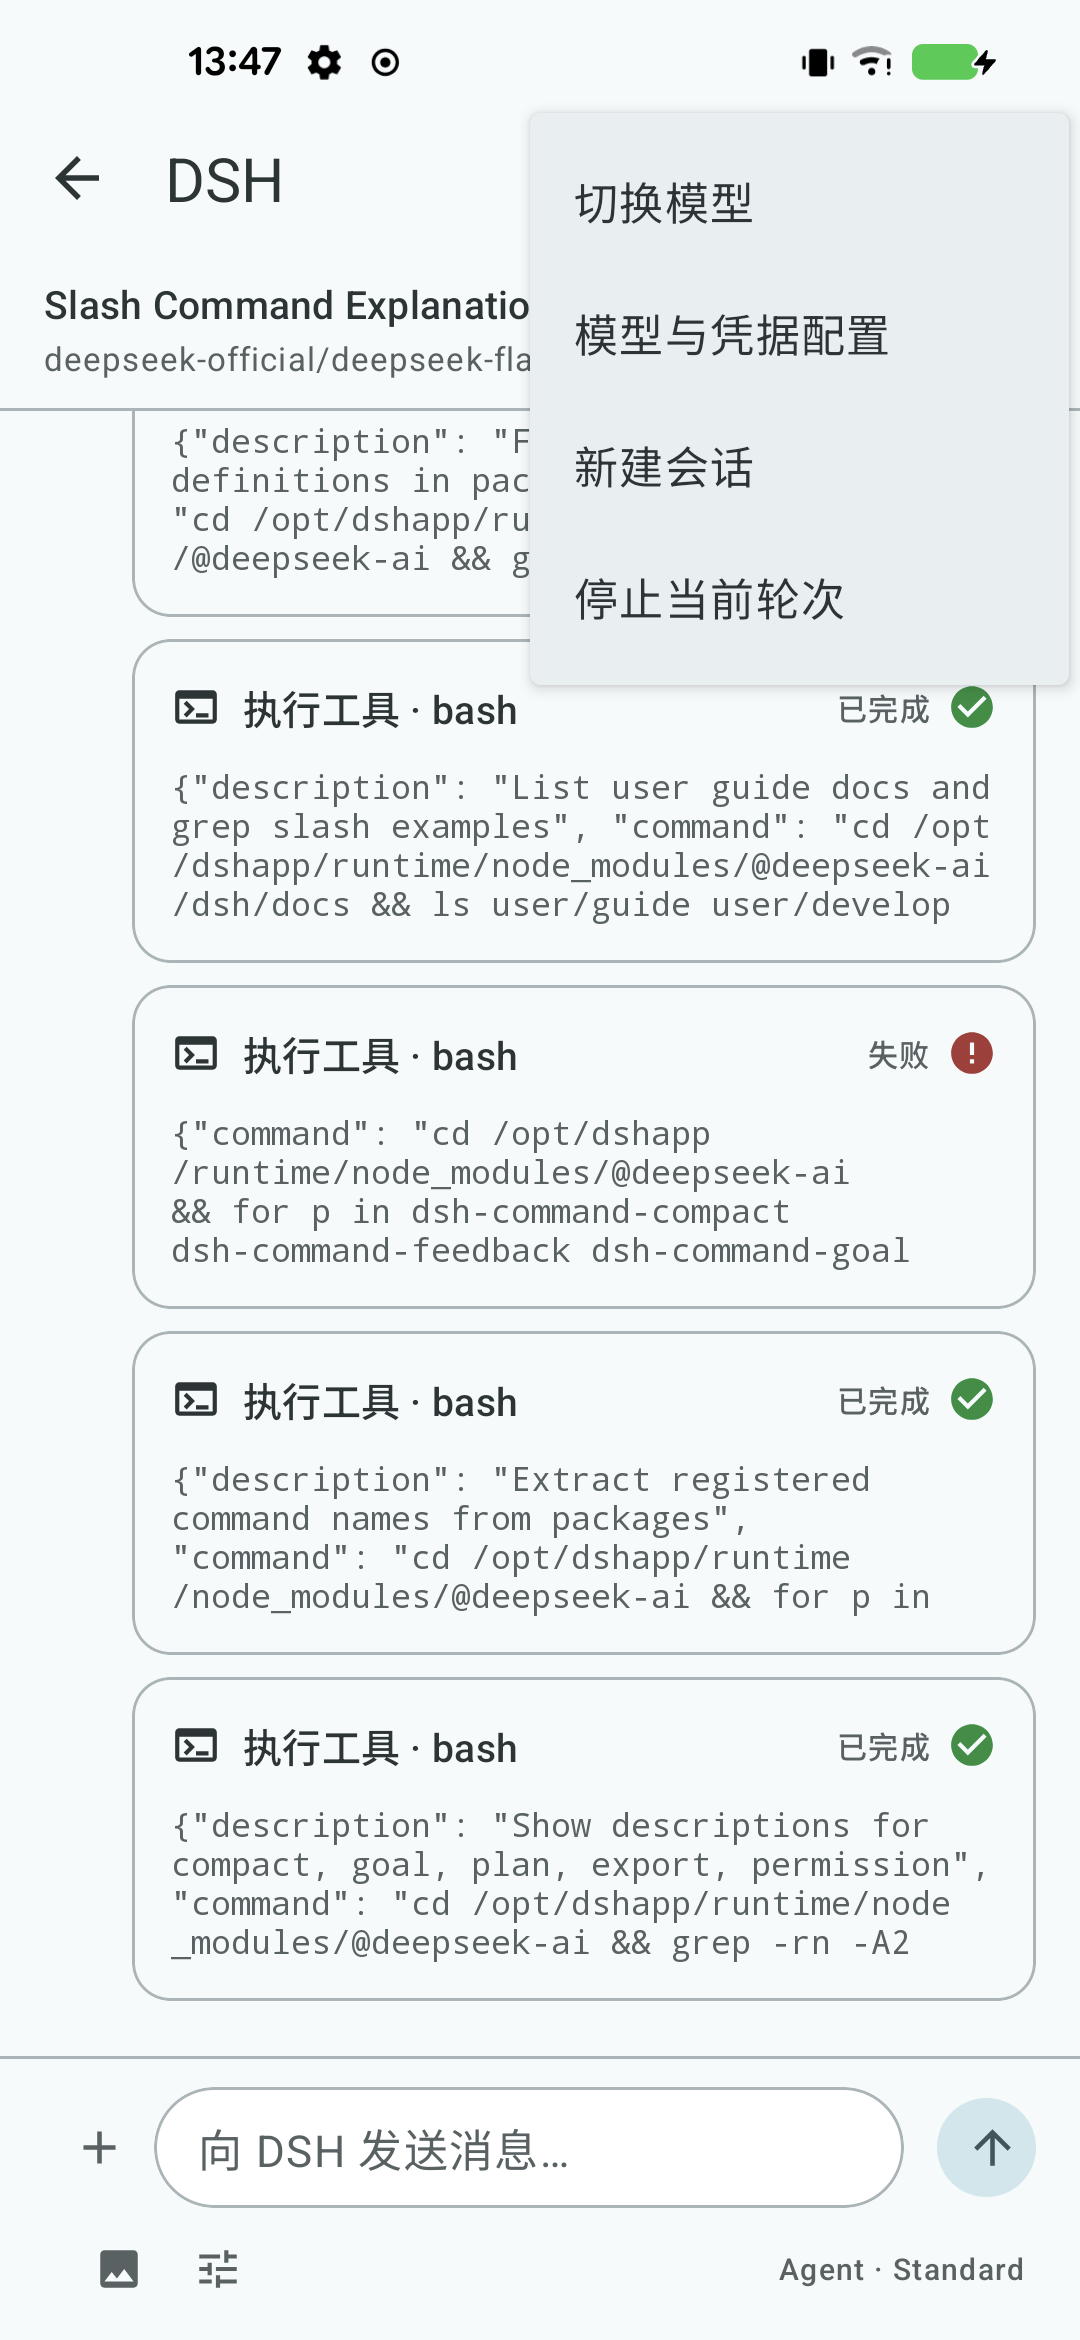 13:47
DSH
切换模型
模型与凭据配置
新建会话
停止当前轮次
Slash Command Explanatio
deepseek-official/deepseek-fla
{"description": "F
definitions in pac
"cd /opt/dshapp/ru
/@deepseek-ai && g
执行工具 · bash
已完成
{"description": "List user guide docs and
grep slash examples", "command": "cd /opt
/dshapp/runtime/node_modules/@deepseek-ai
/dsh/docs && ls user/guide user/develop
执行工具 · bash
失败
{"command": "cd /opt/dshapp
/runtime/node_modules/@deepseek-ai
&& for p in dsh-command-compact
dsh-command-feedback dsh-command-goal
执行工具 · bash
已完成
{"description": "Extract registered
command names from packages",
"command": "cd /opt/dshapp/runtime
/node_modules/@deepseek-ai && for p in
执行工具 · bash
已完成
{"description": "Show descriptions for
compact, goal, plan, export, permission",
"command": "cd /opt/dshapp/runtime/node
_modules/@deepseek-ai && grep -rn -A2
向 DSH 发送消息…
Agent · Standard